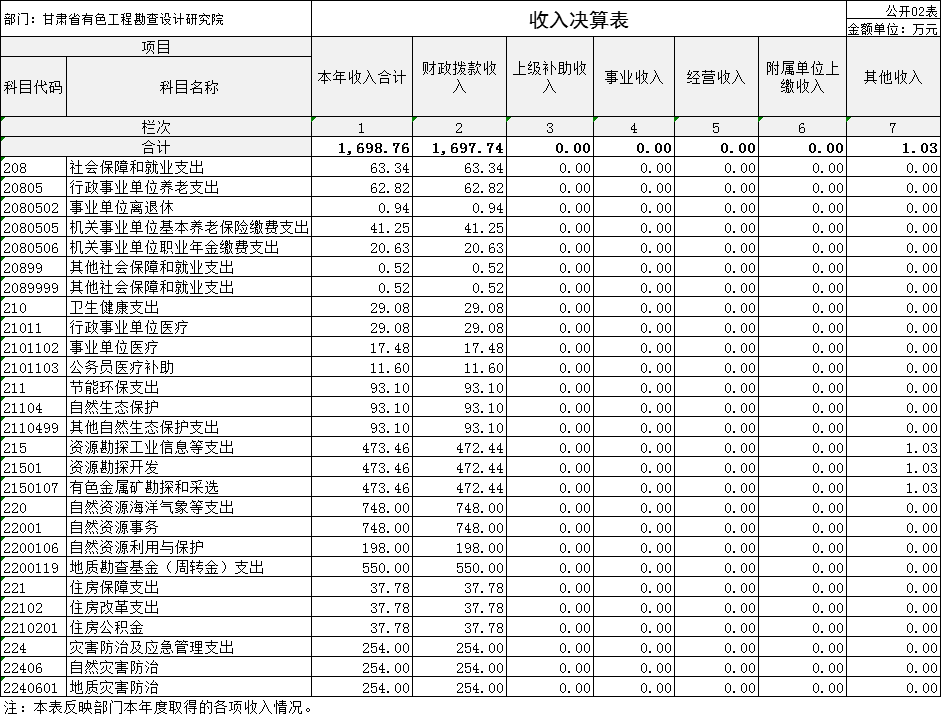 收入决算表
公开02表
部门：甘肃省有色工程勘查设计研究院
金额单位：万元
项目
科目代码 科目名称 本年收入合计 财政拨款收入 上级补助收入 事业收入 经营收入 附属单位上缴收入 其他收入
栏次 1 2 3 4 5 6 7
合计 1,698.76 1,697.74 0.00 0.00 0.00 0.00 1.03
208 社会保障和就业支出 63.34 63.34 0.00 0.00 0.00 0.00 0.00
20805 行政事业单位养老支出 62.82 62.82 0.00 0.00 0.00 0.00 0.00
2080502 事业单位离退休 0.94 0.94 0.00 0.00 0.00 0.00 0.00
2080505 机关事业单位基本养老保险缴费支出 41.25 41.25 0.00 0.00 0.00 0.00 0.00
2080506 机关事业单位职业年金缴费支出 20.63 20.63 0.00 0.00 0.00 0.00 0.00
20899 其他社会保障和就业支出 0.52 0.52 0.00 0.00 0.00 0.00 0.00
2089999 其他社会保障和就业支出 0.52 0.52 0.00 0.00 0.00 0.00 0.00
210 卫生健康支出 29.08 29.08 0.00 0.00 0.00 0.00 0.00
21011 行政事业单位医疗 29.08 29.08 0.00 0.00 0.00 0.00 0.00
2101102 事业单位医疗 17.48 17.48 0.00 0.00 0.00 0.00 0.00
2101103 公务员医疗补助 11.60 11.60 0.00 0.00 0.00 0.00 0.00
211 节能环保支出 93.10 93.10 0.00 0.00 0.00 0.00 0.00
21104 自然生态保护 93.10 93.10 0.00 0.00 0.00 0.00 0.00
2110499 其他自然生态保护支出 93.10 93.10 0.00 0.00 0.00 0.00 0.00
215 资源勘探工业信息等支出 473.46 472.44 0.00 0.00 0.00 0.00 1.03
21501 资源勘探开发 473.46 472.44 0.00 0.00 0.00 0.00 1.03
2150107 有色金属矿勘探和采选 473.46 472.44 0.00 0.00 0.00 0.00 1.03
220 自然资源海洋气象等支出 748.00 748.00 0.00 0.00 0.00 0.00 0.00
22001 自然资源事务 748.00 748.00 0.00 0.00 0.00 0.00 0.00
2200106 自然资源利用与保护 198.00 198.00 0.00 0.00 0.00 0.00 0.00
2200119 地质勘查基金（周转金）支出 550.00 550.00 0.00 0.00 0.00 0.00 0.00
221 住房保障支出 37.78 37.78 0.00 0.00 0.00 0.00 0.00
22102 住房改革支出 37.78 37.78 0.00 0.00 0.00 0.00 0.00
2210201 住房公积金 37.78 37.78 0.00 0.00 0.00 0.00 0.00
224 灾害防治及应急管理支出 254.00 254.00 0.00 0.00 0.00 0.00 0.00
22406 自然灾害防治 254.00 254.00 0.00 0.00 0.00 0.00 0.00
2240601 地质灾害防治 254.00 254.00 0.00 0.00 0.00 0.00 0.00
注：本表反映部门本年度取得的各项收入情况。